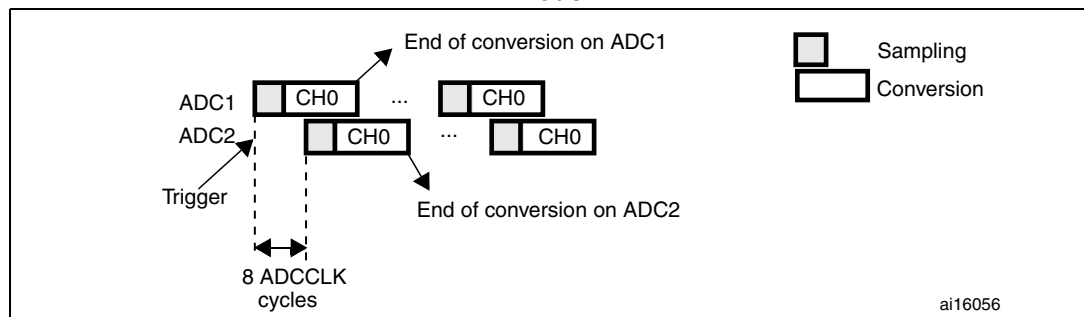 End of conversion on ADC1
Sampling
Conversion
ADC1
CH0
...
CH0
ADC2
CH0
...
CH0
Trigger
End of conversion on ADC2
8 ADCCLK
cycles
ai16056